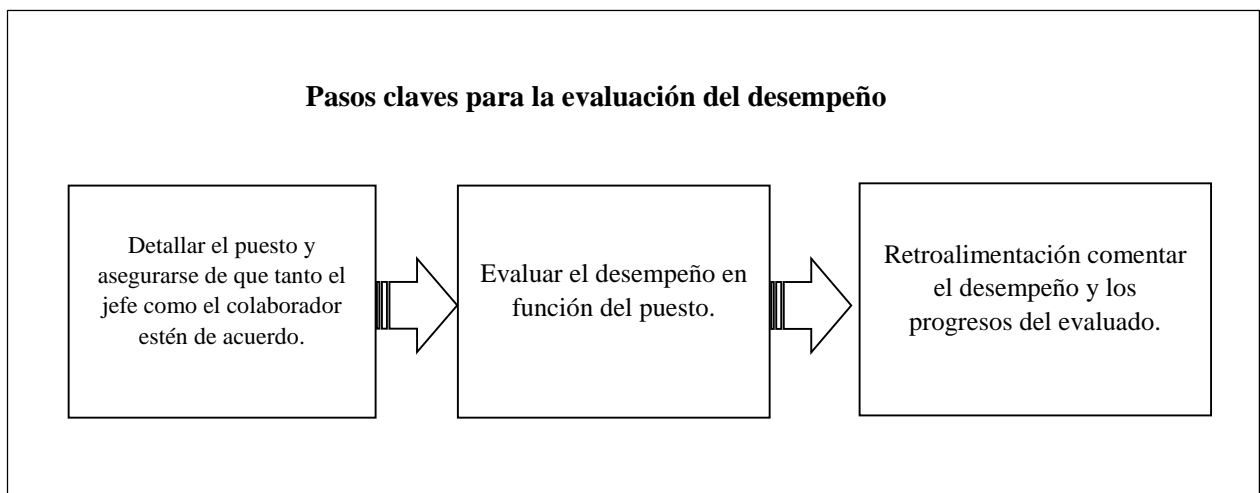 Pasos claves para la evaluación del desempeño
Detallar el puesto y
asegurarse de que tanto el
jefe como el colaborador
estén de acuerdo.
Evaluar el desempeño en
función del puesto.
Retroalimentación comentar
el desempeño y los
progresos del evaluado.